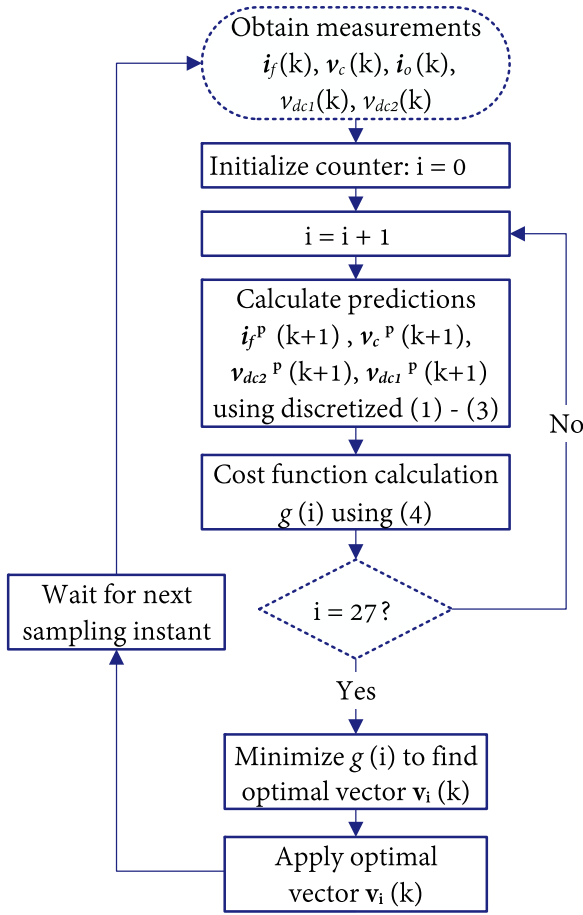 Obtain measurements
i_f(k), v_c(k), i_o(k),
v_dc1(k), v_dc2(k)
Initialize counter: i = 0
i = i + 1
Calculate predictions
i_f^p (k+1) , v_c^p (k+1),
v_dc2^p (k+1), v_dc1^p (k+1)
using discretized (1) - (3)
No
Cost function calculation
g (i) using (4)
i = 27?
Wait for next
sampling instant
Yes
Minimize g (i) to find
optimal vector v_i (k)
Apply optimal
vector v_i (k)